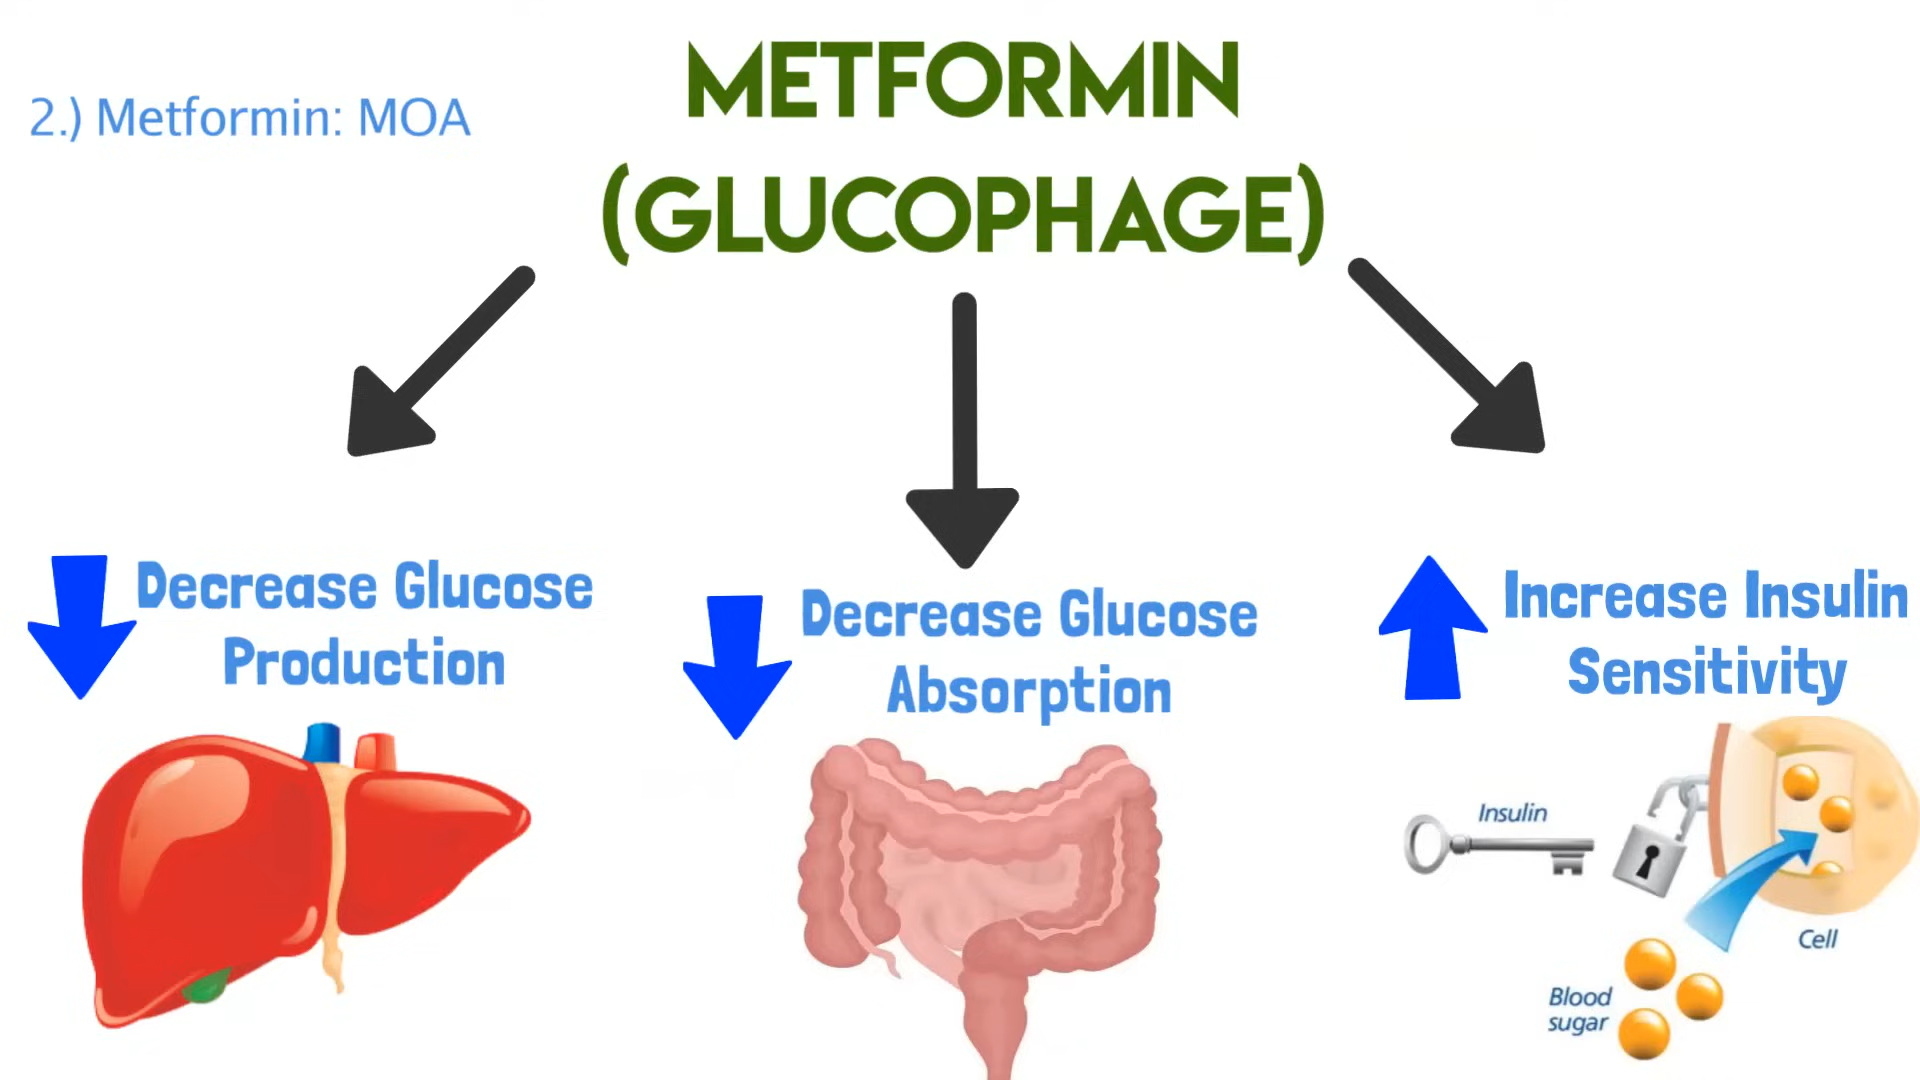 2.) Metformin: MOA
METFORMIN
(GLUCOPHAGE)
Decrease Glucose
Production
Decrease Glucose
Absorption
Increase Insulin
Sensitivity
Insulin
Cell
Blood
sugar